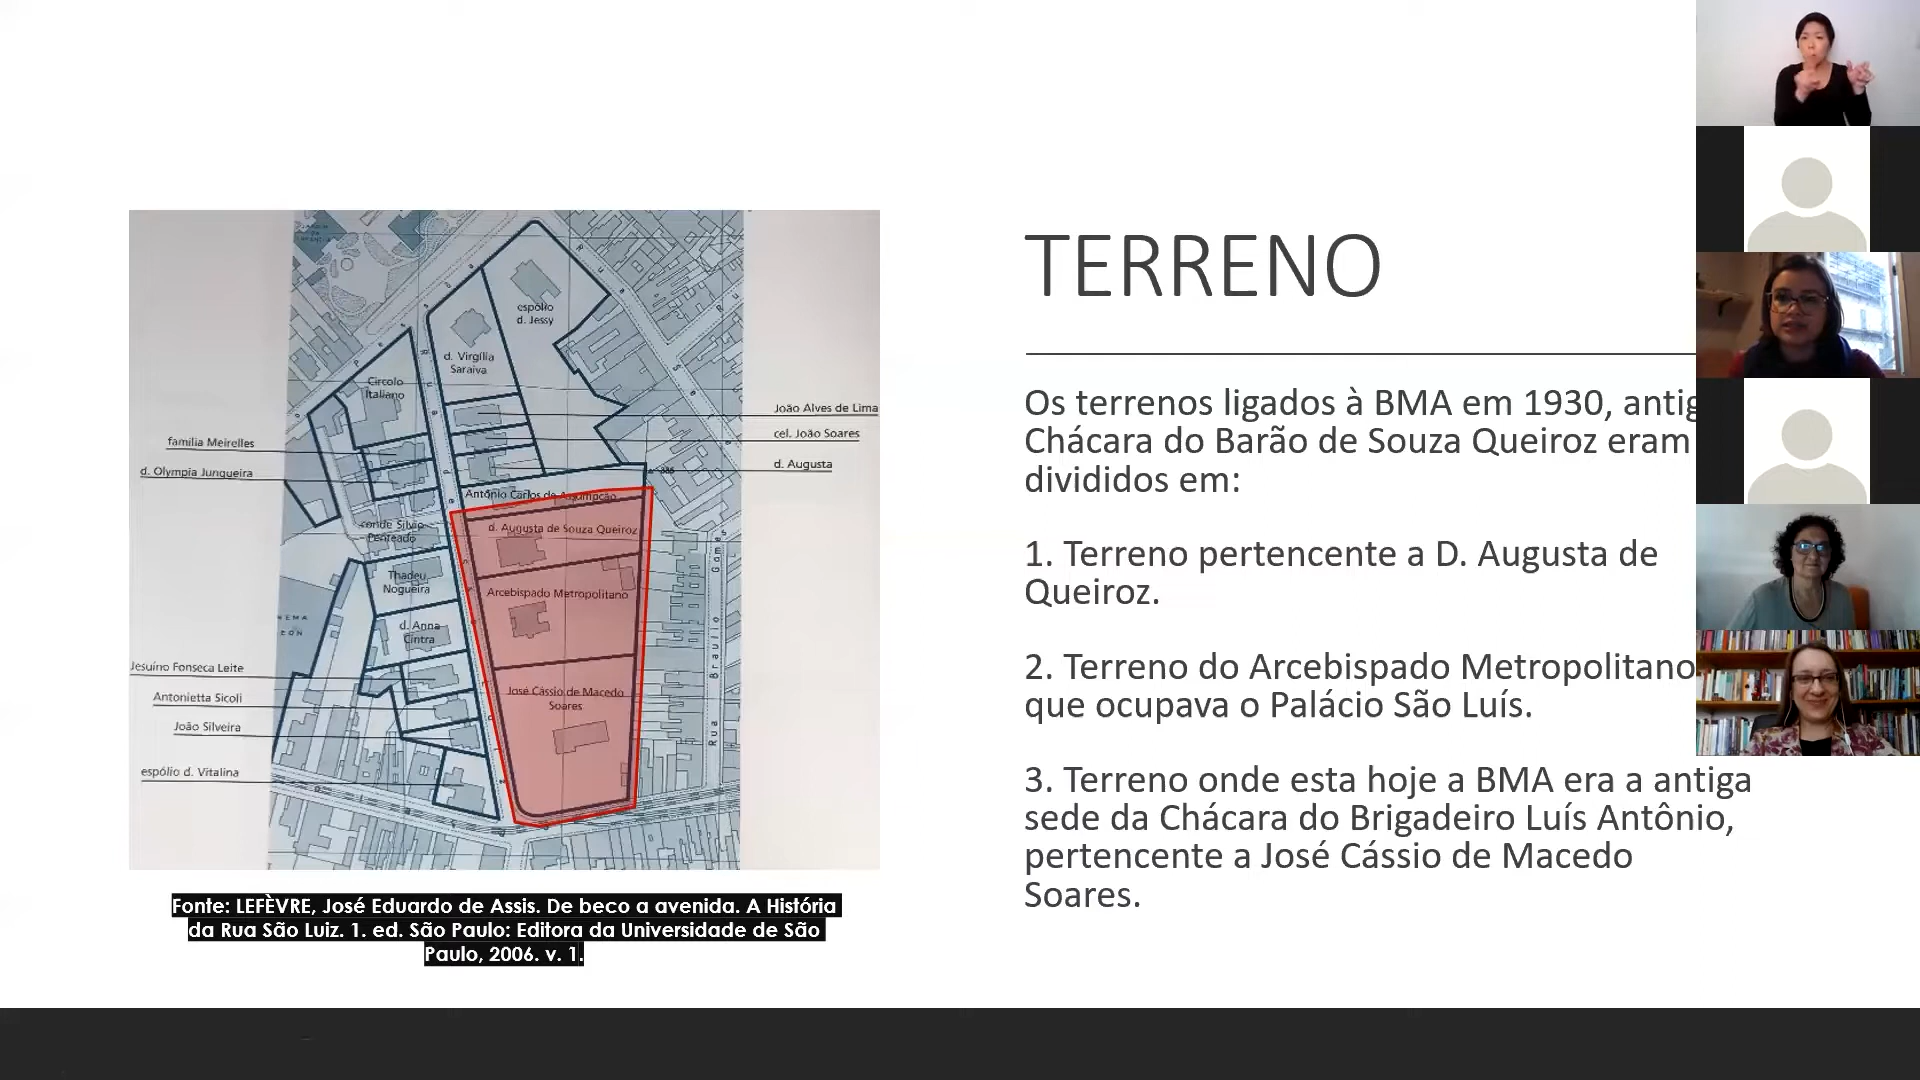 TERRENO
Os terrenos ligados à BMA em 1930, antig
Chácara do Barão de Souza Queiroz eram
divididos em:
1. Terreno pertencente a D. Augusta de
Queiroz.
2. Terreno do Arcebispado Metropolitano
que ocupava o Palácio São Luís.
3. Terreno onde esta hoje a BMA era a antiga
sede da Chácara do Brigadeiro Luís Antônio,
pertencente a José Cássio de Macedo
Soares.
espólio
d. Jessy
d. Virgília
Saraiva
Circolo
Italiano
João Alves de Lima
cel. João Soares
d. Augusta
família Meirelles
d. Olympia Junqueira
Antônio Carlos de Assumpção
conde Silvio
Penteado
d. Augusta de Souza Queiroz
Thadeu
Nogueira
Arcebispado Metropolitano
d. Anna
Cintra
Jesuíno Fonseca Leite
Antonietta Sicoli
João Silveira
espólio d. Vitalina
José Cássio de Macedo
Soares
Rua Braulio Gomes
Fonte: LEFÈVRE, José Eduardo de Assis. De beco a avenida. A História
da Rua São Luiz. 1. ed. São Paulo: Editora da Universidade de São
Paulo, 2006. v. 1.